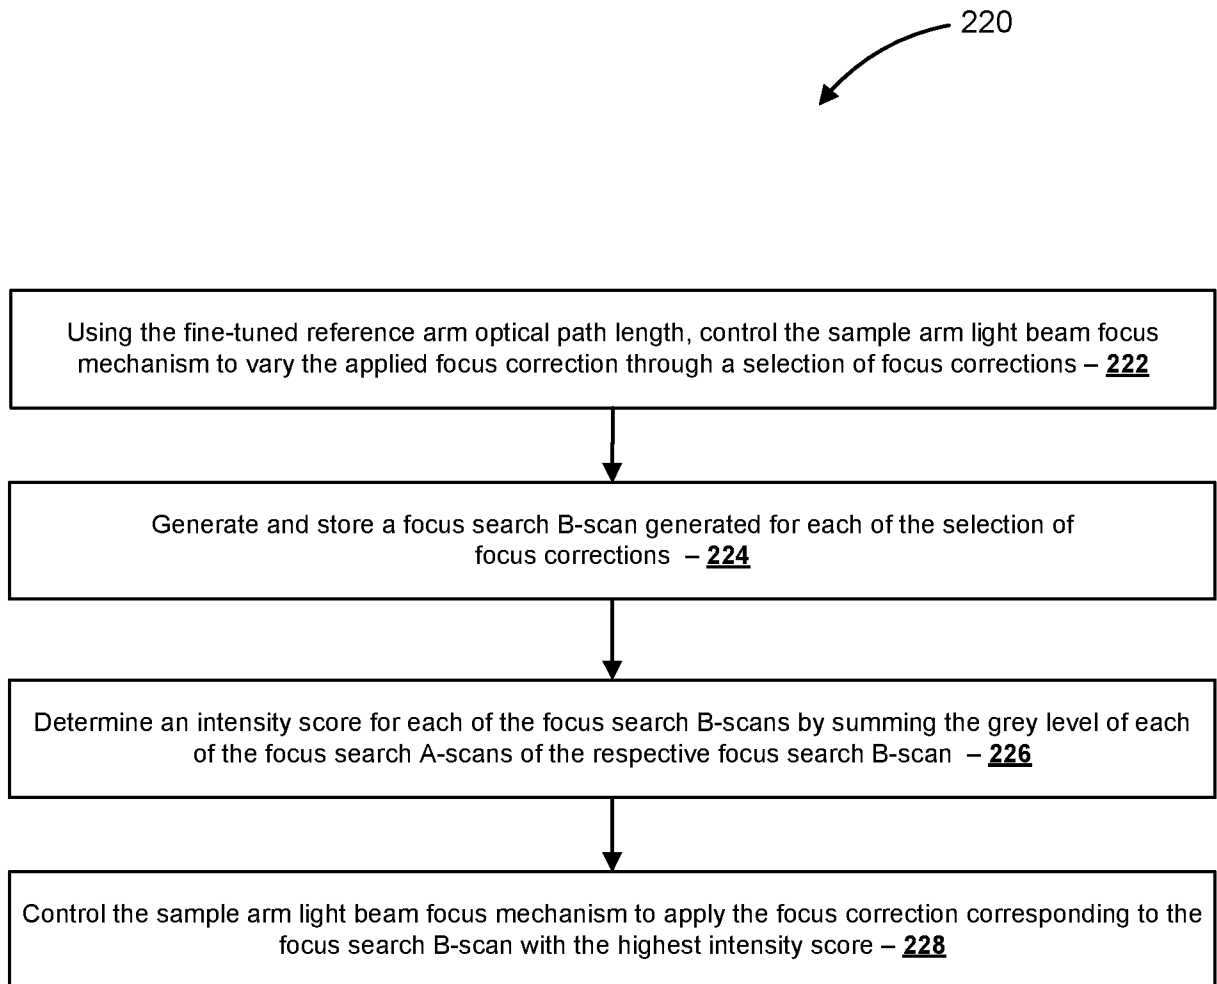 220
Using the fine-tuned reference arm optical path length, control the sample arm light beam focus
mechanism to vary the applied focus correction through a selection of focus corrections – 222
Generate and store a focus search B-scan generated for each of the selection of
focus corrections – 224
Determine an intensity score for each of the focus search B-scans by summing the grey level of each
of the focus search A-scans of the respective focus search B-scan – 226
Control the sample arm light beam focus mechanism to apply the focus correction corresponding to the
focus search B-scan with the highest intensity score – 228